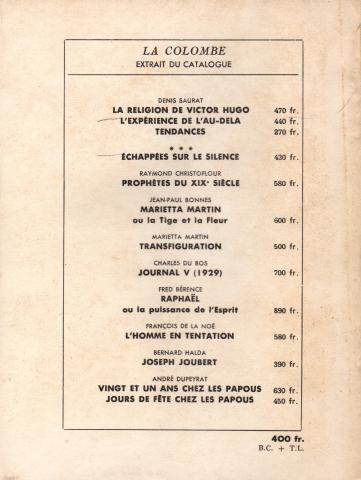 LA COLOMBE
EXTRAIT DU CATALOGUE
DENIS SAURAT
LA RELIGION DE VICTOR HUGO 470 fr.
L'EXPÉRIENCE DE L'AU-DELA 440 fr.
TENDANCES 270 fr.
***
ÉCHAPPÉES SUR LE SILENCE 430 fr.
RAYMOND CHRISTOFLOUR
PROPHÈTES DU XIXe SIÈCLE 580 fr.
JEAN-PAUL BONNES
MARIETTA MARTIN
ou la Tige et la Fleur 600 fr.
MARIETTA MARTIN
TRANSFIGURATION 500 fr.
CHARLES DU BOS
JOURNAL V (1929) 700 fr.
FRED BÉRENCE
RAPHAËL
ou la puissance de l'Esprit 890 fr.
FRANÇOIS DE LA NOË
L'HOMME EN TENTATION 580 fr.
BERNARD HALDA
JOSEPH JOUBERT 390 fr.
ANDRÉ DUPEYRAT
VINGT ET UN ANS CHEZ LES PAPOUS 630 fr.
JOURS DE FÊTE CHEZ LES PAPOUS 450 fr.
400 fr.
B.C. + T.L.